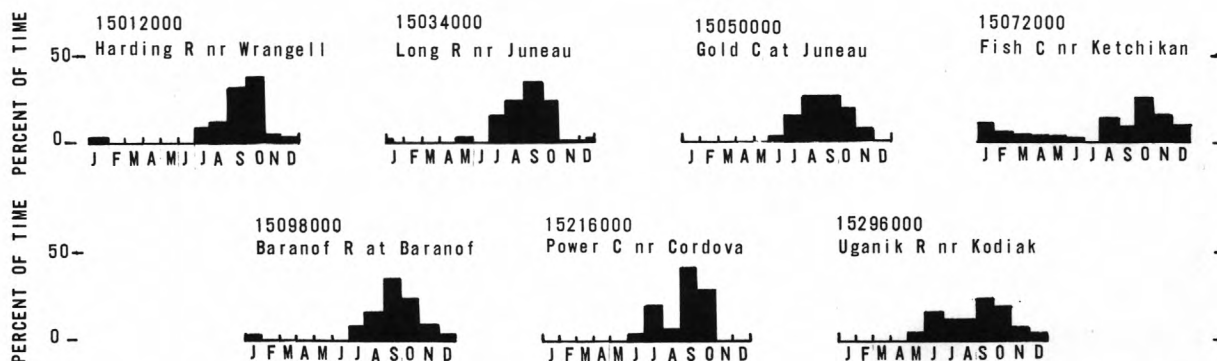 PERCENT OF TIME
50
0
15012000
Harding R nr Wrangell
J F M A M J J A S O N D
15034000
Long R nr Juneau
J F M A M J J A S O N D
15050000
Gold C at Juneau
J F M A M J J A S O N D
15072000
Fish C nr Ketchikan
J F M A M J J A S O N D
PERCENT OF TIME
50
0
15098000
Baranof R at Baranof
J F M A M J J A S O N D
15216000
Power C nr Cordova
J F M A M J J A S O N D
15296000
Uganik R nr Kodiak
J F M A M J J A S O N D